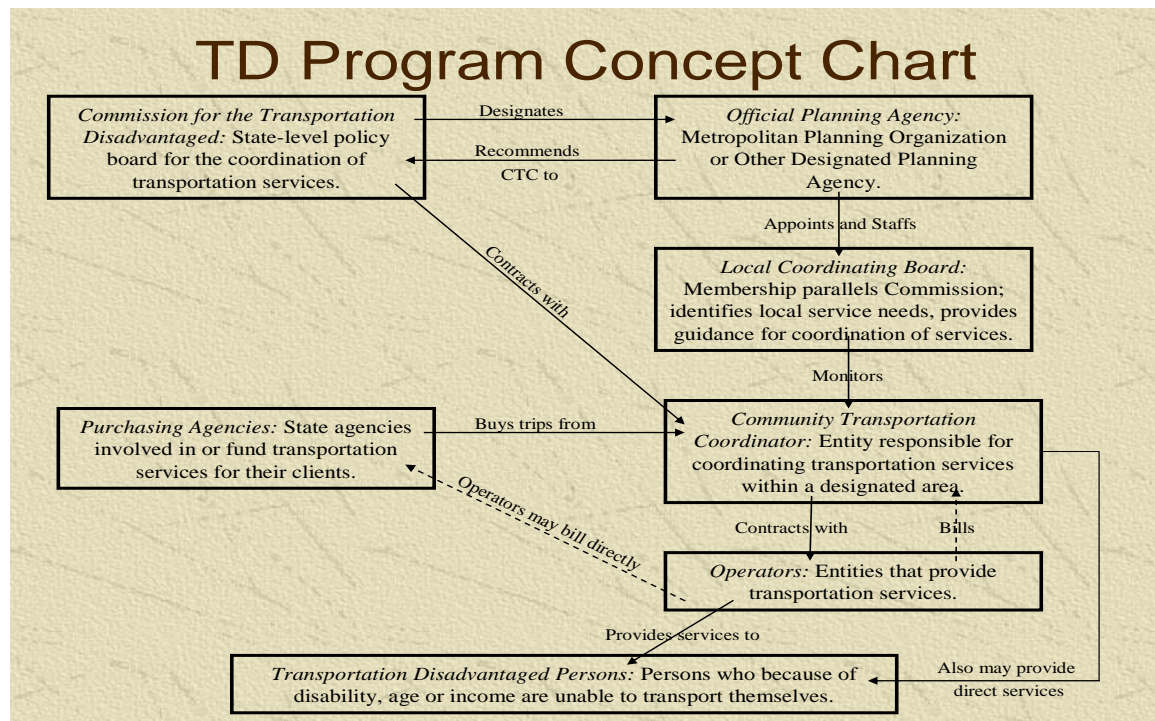 TD Program Concept Chart
Commission for the Transportation
Disadvantaged: State-level policy
board for the coordination of
transportation services.
Designates
Recommends
CTC to
Official Planning Agency:
Metropolitan Planning Organization
or Other Designated Planning
Agency.
Appoints and Staffs
Contracts with
Local Coordinating Board:
Membership parallels Commission;
identifies local service needs, provides
guidance for coordination of services.
Monitors
Purchasing Agencies: State agencies
involved in or fund transportation
services for their clients.
Buys trips from
Community Transportation
Coordinator: Entity responsible for
coordinating transportation services
within a designated area.
Operators may bill directly
Contracts with
Bills
Operators: Entities that provide
transportation services.
Provides services to
Transportation Disadvantaged Persons: Persons who because of
disability, age or income are unable to transport themselves.
Also may provide
direct services